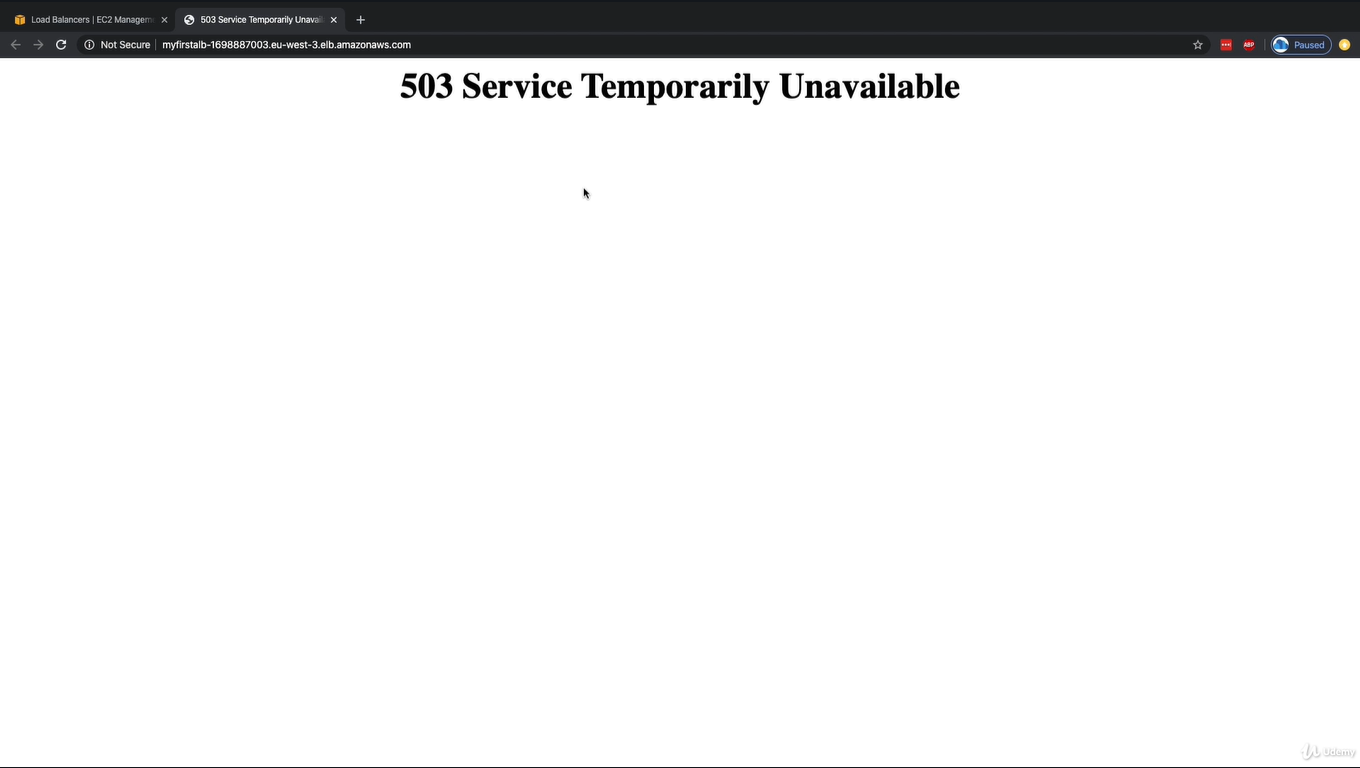 Load Balancers | EC2 Managem
503 Service Temporarily Unavail
Not Secure
myfirstalb-1698887003.eu-west-3.elb.amazonaws.com
ABP
Paused
503 Service Temporarily Unavailable
Udemy